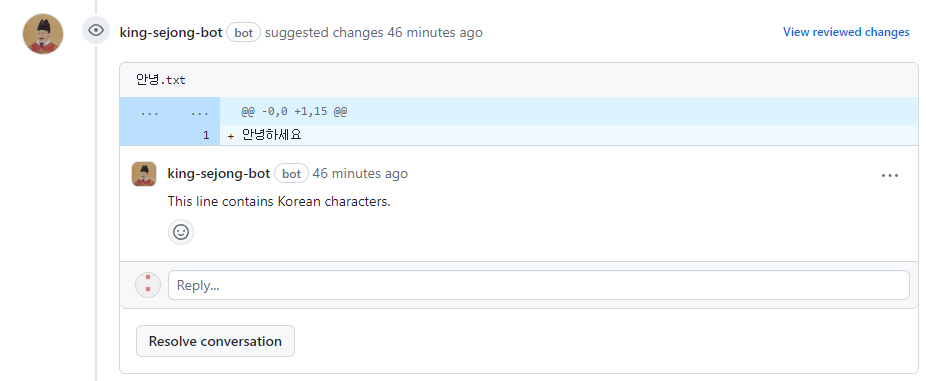 king-sejong-bot bot suggested changes 46 minutes ago View reviewed changes
안녕.txt
... ... @@ -0,0 +1,15 @@
1 + 안녕하세요
king-sejong-bot bot 46 minutes ago ...
This line contains Korean characters.
Reply...
Resolve conversation